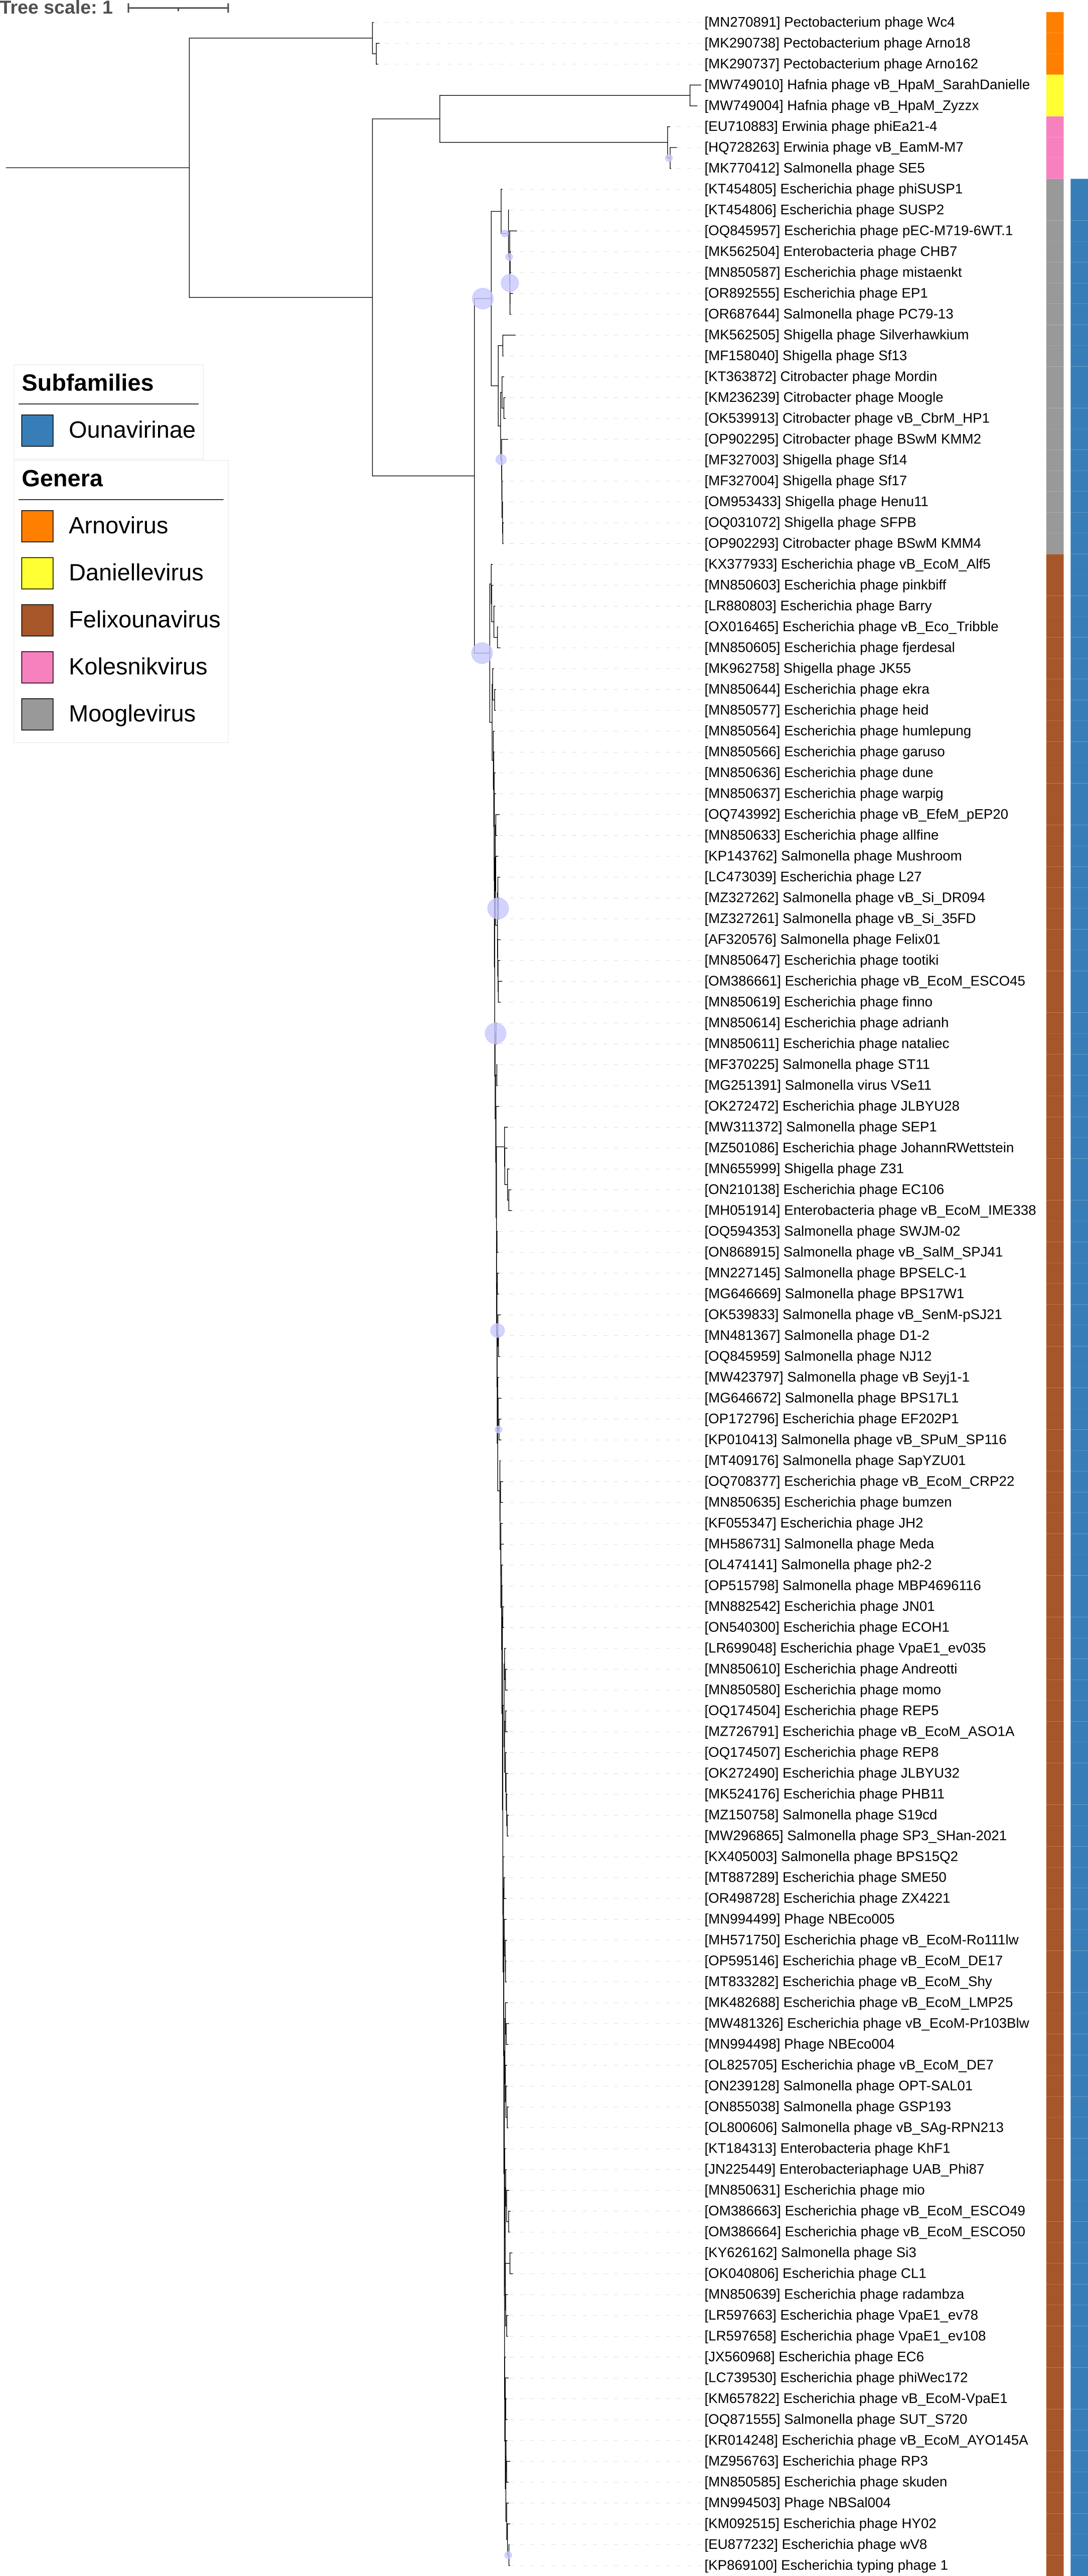 Tree scale: 1
[MN270891] Pectobacterium phage Wc4
[MK290738] Pectobacterium phage Arno18
[MK290737] Pectobacterium phage Arno162
[MW749010] Hafnia phage vB_HpaM_SarahDanielle
[MW749004] Hafnia phage vB_HpaM_Zyzzx
[EU710883] Erwinia phage phiEa21-4
[HQ728263] Erwinia phage vB_EamM-M7
[MK770412] Salmonella phage SE5
[KT454805] Escherichia phage phiSUSP1
[KT454806] Escherichia phage SUSP2
[OQ845957] Escherichia phage pEC-M719-6WT.1
[MK562504] Enterobacteria phage CHB7
[MN850587] Escherichia phage mistaenkt
[OR892555] Escherichia phage EP1
[OR687644] Salmonella phage PC79-13
[MK562505] Shigella phage Silverhawkium
[MF158040] Shigella phage Sf13
[KT363872] Citrobacter phage Mordin
[KM236239] Citrobacter phage Moogle
[OK539913] Citrobacter phage vB_CbrM_HP1
[OP902295] Citrobacter phage BSwM KMM2
[MF327003] Shigella phage Sf14
[MF327004] Shigella phage Sf17
[OM953433] Shigella phage Henu11
[OQ031072] Shigella phage SFPB
[OP902293] Citrobacter phage BSwM KMM4
[KX377933] Escherichia phage vB_EcoM_Alf5
[MN850603] Escherichia phage pinkbiff
[LR880803] Escherichia phage Barry
[OX016465] Escherichia phage vB_Eco_Tribble
[MN850605] Escherichia phage fjerdesal
[MK962758] Shigella phage JK55
[MN850644] Escherichia phage ekra
[MN850577] Escherichia phage heid
[MN850564] Escherichia phage humlepung
[MN850566] Escherichia phage garuso
[MN850636] Escherichia phage dune
[MN850637] Escherichia phage warpig
[OQ743992] Escherichia phage vB_EfeM_pEP20
[MN850633] Escherichia phage allfine
[KP143762] Salmonella phage Mushroom
[LC473039] Escherichia phage L27
[MZ327262] Salmonella phage vB_Si_DR094
[MZ327261] Salmonella phage vB_Si_35FD
[AF320576] Salmonella phage Felix01
[MN850647] Escherichia phage tootiki
[OM386661] Escherichia phage vB_EcoM_ESCO45
[MN850619] Escherichia phage finno
[MN850614] Escherichia phage adrianh
[MN850611] Escherichia phage nataliec
[MF370225] Salmonella phage ST11
[MG251391] Salmonella virus VSe11
[OK272472] Escherichia phage JLBYU28
[MW311372] Salmonella phage SEP1
[MZ501086] Escherichia phage JohannRWettstein
[MN655999] Shigella phage Z31
[ON210138] Escherichia phage EC106
[MH051914] Enterobacteria phage vB_EcoM_IME338
[OQ594353] Salmonella phage SWJM-02
[ON868915] Salmonella phage vB_SalM_SPJ41
[MN227145] Salmonella phage BPSELC-1
[MG646669] Salmonella phage BPS17W1
[OK539833] Salmonella phage vB_SenM-pSJ21
[MN481367] Salmonella phage D1-2
[OQ845959] Salmonella phage NJ12
[MW423797] Salmonella phage vB Seyj1-1
[MG646672] Salmonella phage BPS17L1
[OP172796] Escherichia phage EF202P1
[KP010413] Salmonella phage vB_SPuM_SP116
[MT409176] Salmonella phage SapYZU01
[OQ708377] Escherichia phage vB_EcoM_CRP22
[MN850635] Escherichia phage bumzen
[KF055347] Escherichia phage JH2
[MH586731] Salmonella phage Meda
[OL474141] Salmonella phage ph2-2
[OP515798] Salmonella phage MBP4696116
[MN882542] Escherichia phage JN01
[ON540300] Escherichia phage ECOH1
[LR699048] Escherichia phage VpaE1_ev035
[MN850610] Escherichia phage Andreotti
[MN850580] Escherichia phage momo
[OQ174504] Escherichia phage REP5
[MZ726791] Escherichia phage vB_EcoM_ASO1A
[OQ174507] Escherichia phage REP8
[OK272490] Escherichia phage JLBYU32
[MK524176] Escherichia phage PHB11
[MZ150758] Salmonella phage S19cd
[MW296865] Salmonella phage SP3_SHan-2021
[KX405003] Salmonella phage BPS15Q2
[MT887289] Escherichia phage SME50
[OR498728] Escherichia phage ZX4221
[MN994499] Phage NBEco005
[MH571750] Escherichia phage vB_EcoM-Ro111lw
[OP595146] Escherichia phage vB_EcoM_DE17
[MT833282] Escherichia phage vB_EcoM_Shy
[MK482688] Escherichia phage vB_EcoM_LMP25
[MW481326] Escherichia phage vB_EcoM-Pr103Blw
[MN994498] Phage NBEco004
[OL825705] Escherichia phage vB_EcoM_DE7
[ON239128] Salmonella phage OPT-SAL01
[ON855038] Salmonella phage GSP193
[OL800606] Salmonella phage vB_SAg-RPN213
[KT184313] Enterobacteria phage KhF1
[JN225449] Enterobacteriaphage UAB_Phi87
[MN850631] Escherichia phage mio
[OM386663] Escherichia phage vB_EcoM_ESCO49
[OM386664] Escherichia phage vB_EcoM_ESCO50
[KY626162] Salmonella phage Si3
[OK040806] Escherichia phage CL1
[MN850639] Escherichia phage radambza
[LR597663] Escherichia phage VpaE1_ev78
[LR597658] Escherichia phage VpaE1_ev108
[JX560968] Escherichia phage EC6
[LC739530] Escherichia phage phiWec172
[KM657822] Escherichia phage vB_EcoM-VpaE1
[OQ871555] Salmonella phage SUT_S720
[KR014248] Escherichia phage vB_EcoM_AYO145A
[MZ956763] Escherichia phage RP3
[MN850585] Escherichia phage skuden
[MN994503] Phage NBSal004
[KM092515] Escherichia phage HY02
[EU877232] Escherichia phage wV8
[KP869100] Escherichia typing phage 1
Subfamilies
Ounavirinae
Genera
Arnovirus
Daniellevirus
Felixounavirus
Kolesnikvirus
Mooglevirus